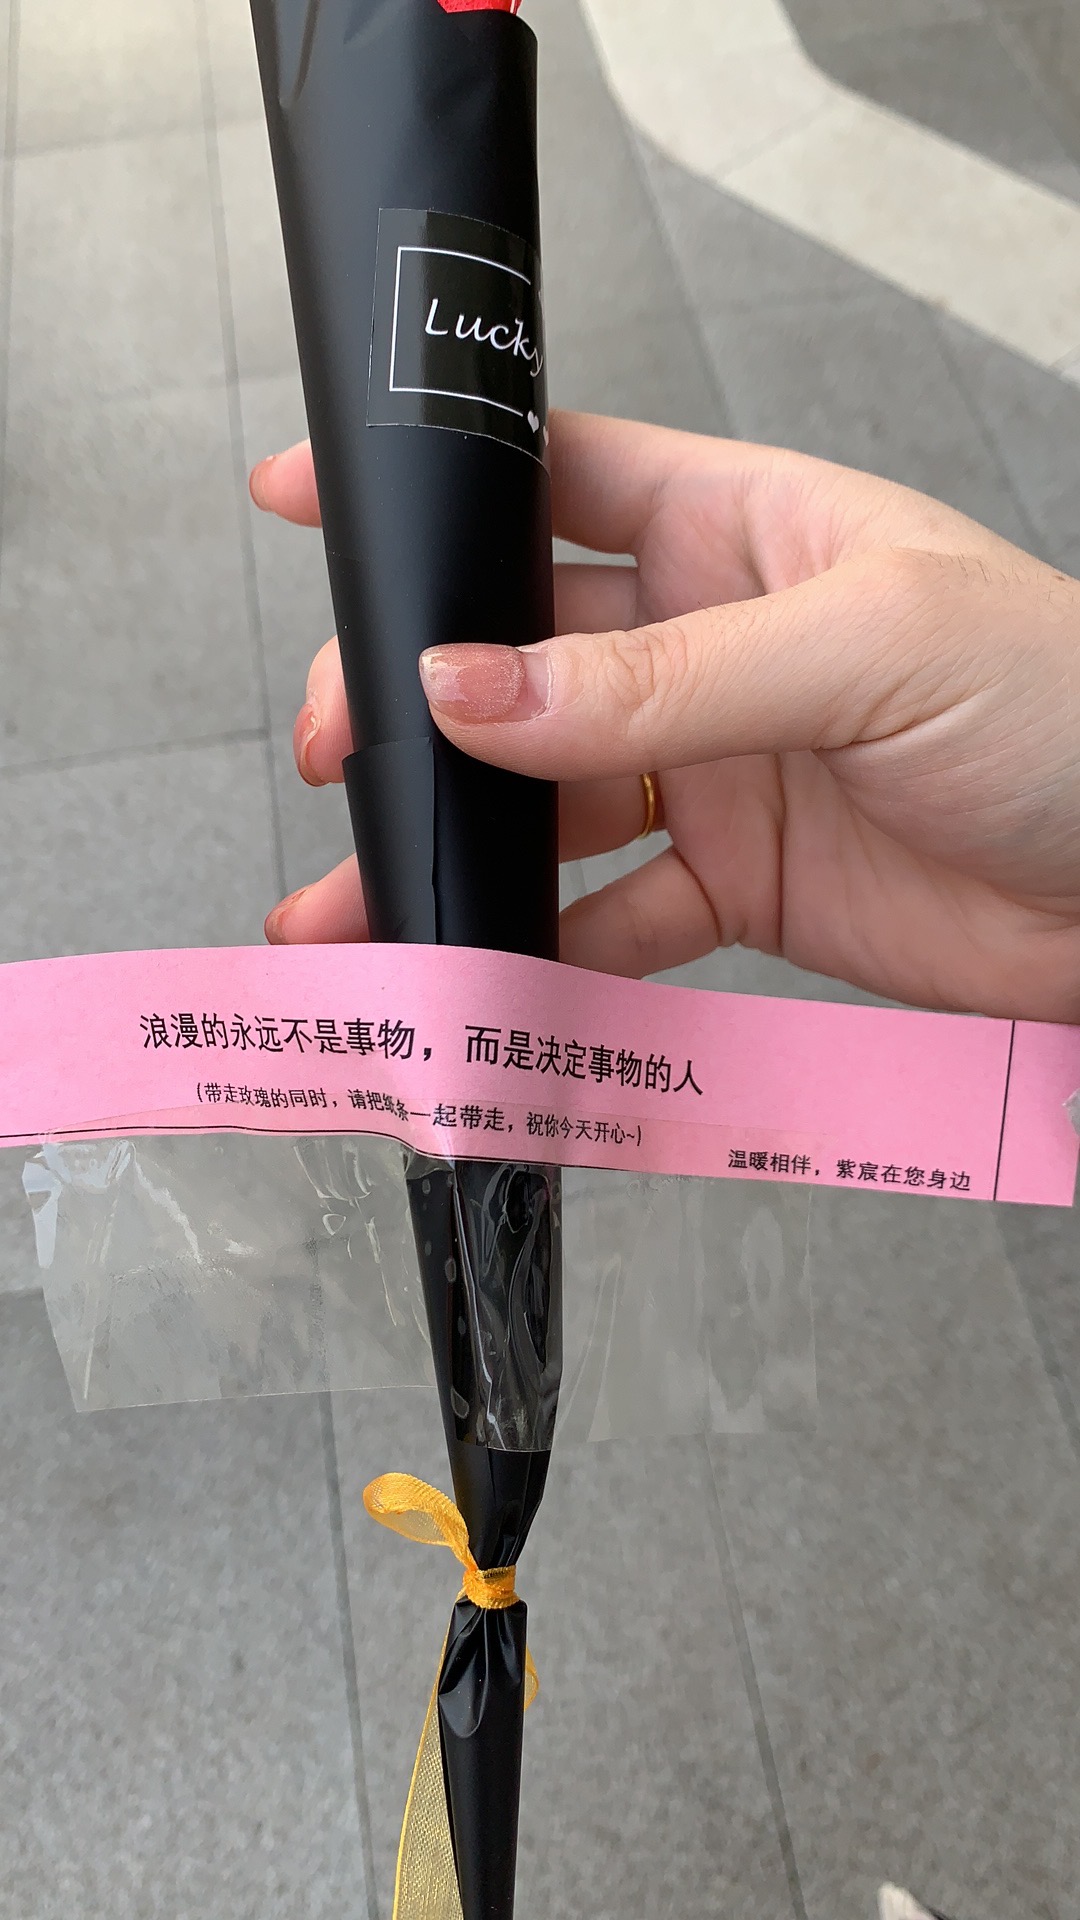 Lucky
浪漫的永远不是事物，而是决定事物的人
(带走玫瑰的同时，请把纸条一起带走，祝你今天开心~)
温暖相伴，紫宸在您身边